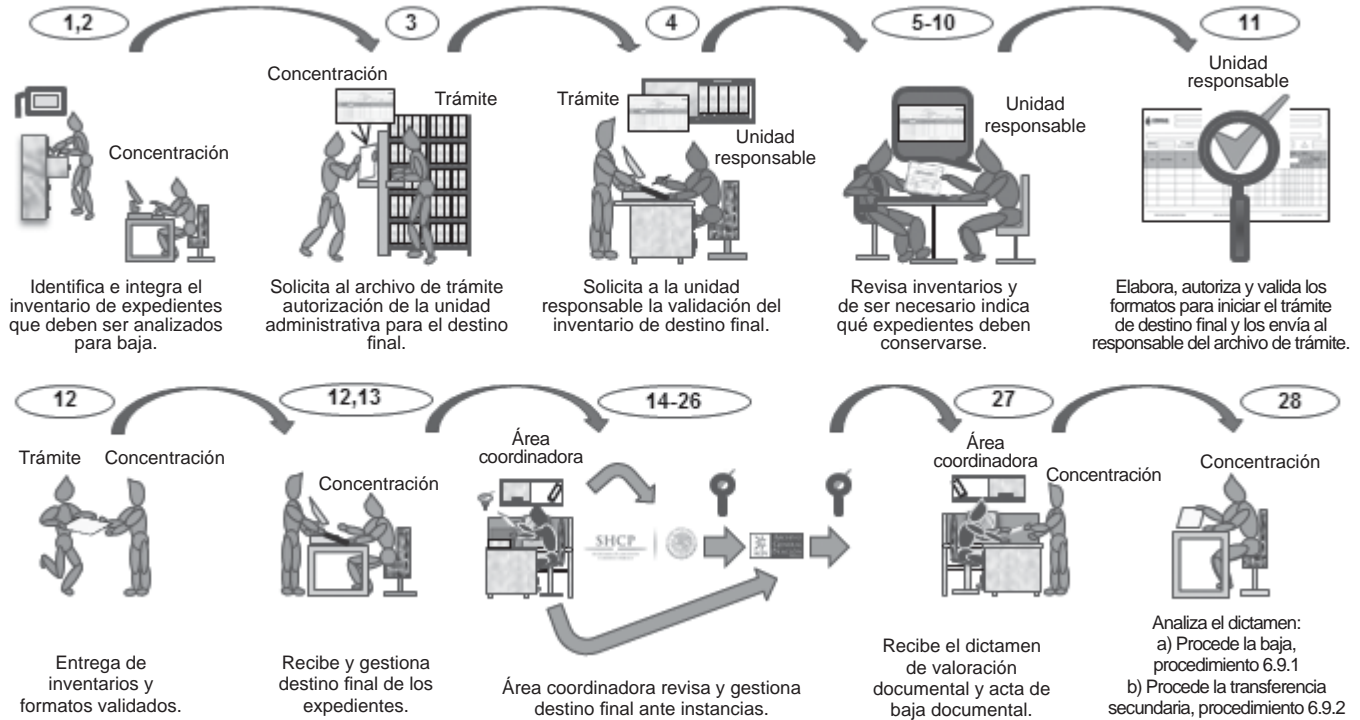 1,2
3
4
5-10
11
Concentración
Concentración
Trámite
Trámite
Unidad
responsable
Unidad
responsable
Unidad
responsable
Identifica e integra el
inventario de expedientes
que deben ser analizados
para baja.
Solicita al archivo de trámite
autorización de la unidad
administrativa para el destino
final.
Solicita a la unidad
responsable la validación del
inventario de destino final.
Revisa inventarios y
de ser necesario indica
qué expedientes deben
conservarse.
Elabora, autoriza y valida los
formatos para iniciar el trámite
de destino final y los envía al
responsable del archivo de trámite.
12
12,13
14-26
27
28
Trámite
Concentración
Concentración
Área
coordinadora
SHCP
Área
coordinadora
Concentración
Concentración
Entrega de
inventarios y
formatos validados.
Recibe y gestiona
destino final de los
expedientes.
Área coordinadora revisa y gestiona
destino final ante instancias.
Recibe el dictamen
de valoración
documental y acta de
baja documental.
Analiza el dictamen:
a) Procede la baja,
procedimiento 6.9.1
b) Procede la transferencia
secundaria, procedimiento 6.9.2